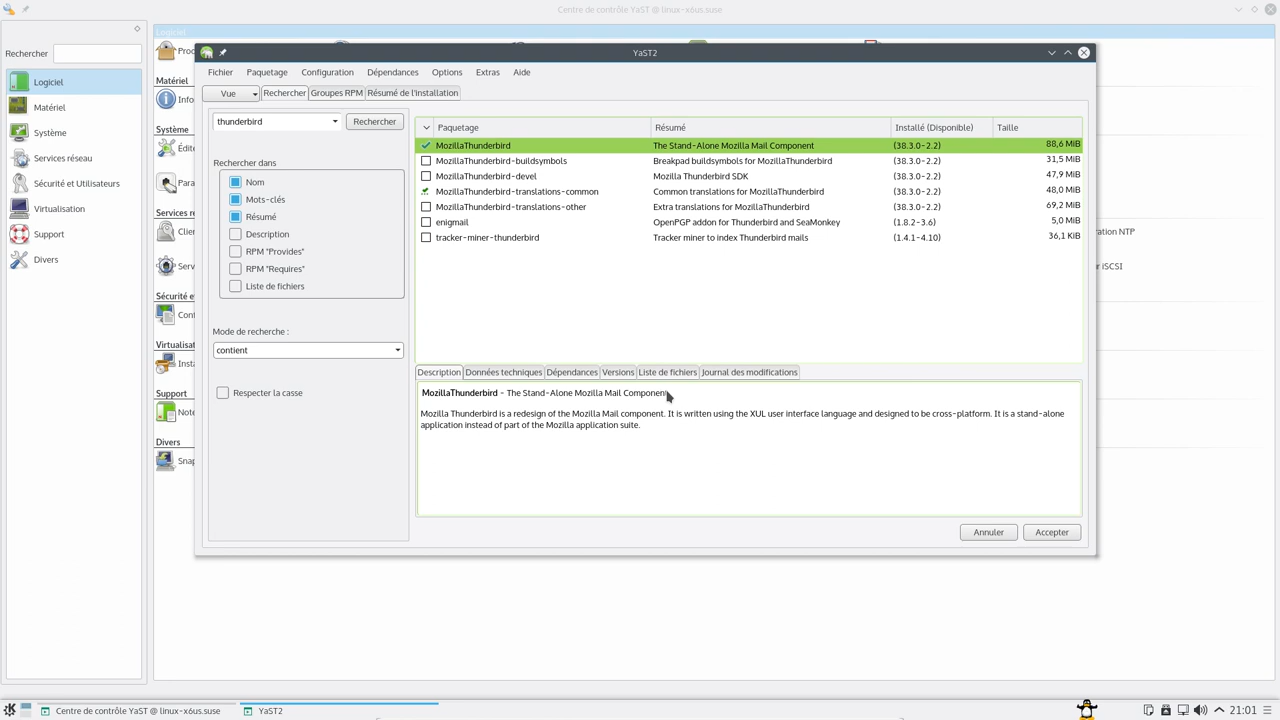 Centre de contrôle YaST @ linux-x6us.suse
Rechercher
Logiciel
Matériel
Système
Services réseau
Sécurité et Utilisateurs
Virtualisation
Support
Divers
Logiciel
Matériel
Système
Virtualisat
Support
Divers
ration NTP
r iSCSI
YaST2
Fichier Paquetage Configuration Dépendances Options Extras Aide
Vue Rechercher Groupes RPM Résumé de l'installation
thunderbird Rechercher
Rechercher dans
Nom
Mots-clés
Résumé
Description
RPM "Provides"
RPM "Requires"
Liste de fichiers
Mode de recherche :
contient
Respecter la casse
Paquetage Résumé Installé (Disponible) Taille
MozillaThunderbird The Stand-Alone Mozilla Mail Component (38.3.0-2.2) 88,6 MiB
MozillaThunderbird-buildsymbols Breakpad buildsymbols for MozillaThunderbird (38.3.0-2.2) 31,5 MiB
MozillaThunderbird-devel Mozilla Thunderbird SDK (38.3.0-2.2) 47,9 MiB
MozillaThunderbird-translations-common Common translations for MozillaThunderbird (38.3.0-2.2) 48,0 MiB
MozillaThunderbird-translations-other Extra translations for MozillaThunderbird (38.3.0-2.2) 69,2 MiB
enigmail OpenPGP addon for Thunderbird and SeaMonkey (1.8.2-3.6) 5,0 MiB
tracker-miner-thunderbird Tracker miner to index Thunderbird mails (1.4.1-4.10) 36,1 KiB
Description Données techniques Dépendances Versions Liste de fichiers Journal des modifications
MozillaThunderbird - The Stand-Alone Mozilla Mail Component
Mozilla Thunderbird is a redesign of the Mozilla Mail component. It is written using the XUL user interface language and designed to be cross-platform. It is a stand-alone
application instead of part of the Mozilla application suite.
Annuler Accepter
Centre de contrôle YaST @ linux-x6us.suse YaST2 21:01